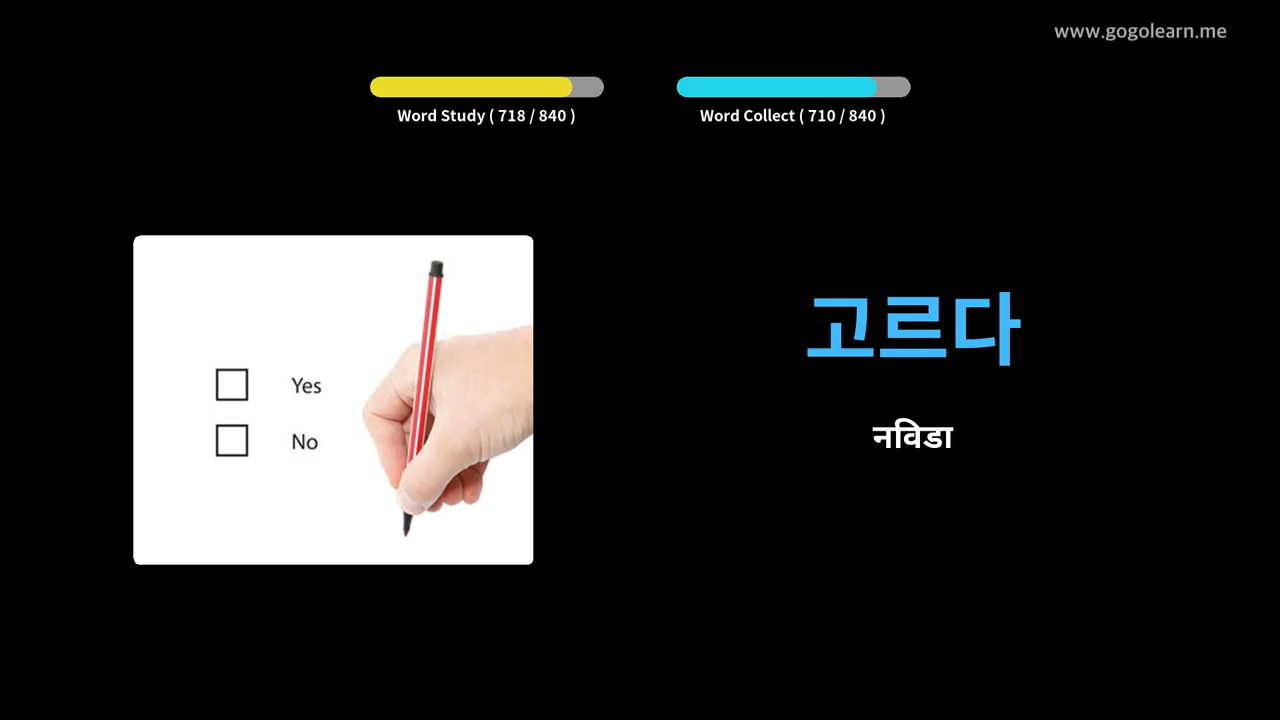 www.gogolearn.me
Word Study ( 718 / 840 )
Word Collect ( 710 / 840 )
고르다
नविडा
Yes
No